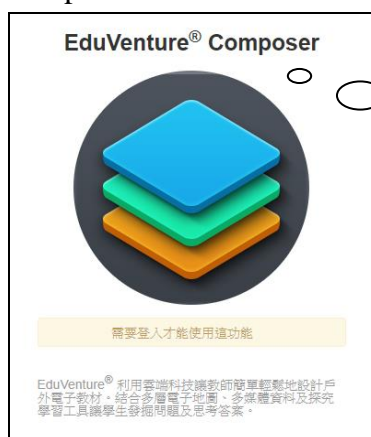 EduVenture® Composer
需要登入才能使用這功能
EduVenture® 利用雲端科技讓教師簡單輕鬆地設計戶
外電子教材。結合多層電子地圖、多媒體資料及探究
學習工具讓學生發掘問題及思考答案。